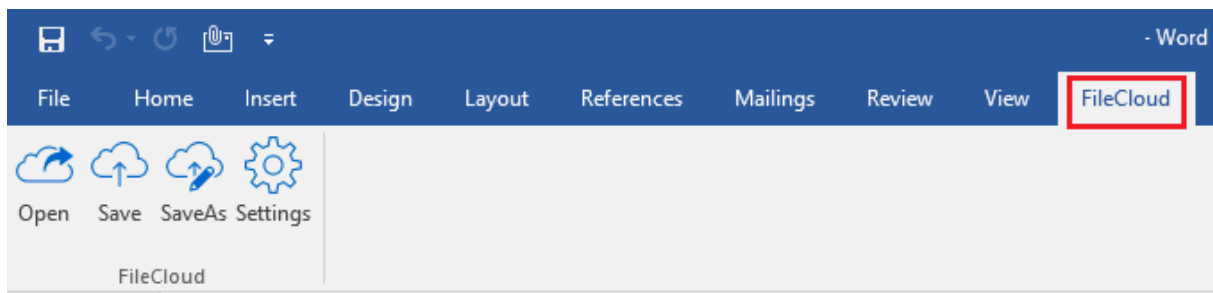 - Word
File Home Insert Design Layout References Mailings Review View FileCloud
Open Save SaveAs Settings
FileCloud